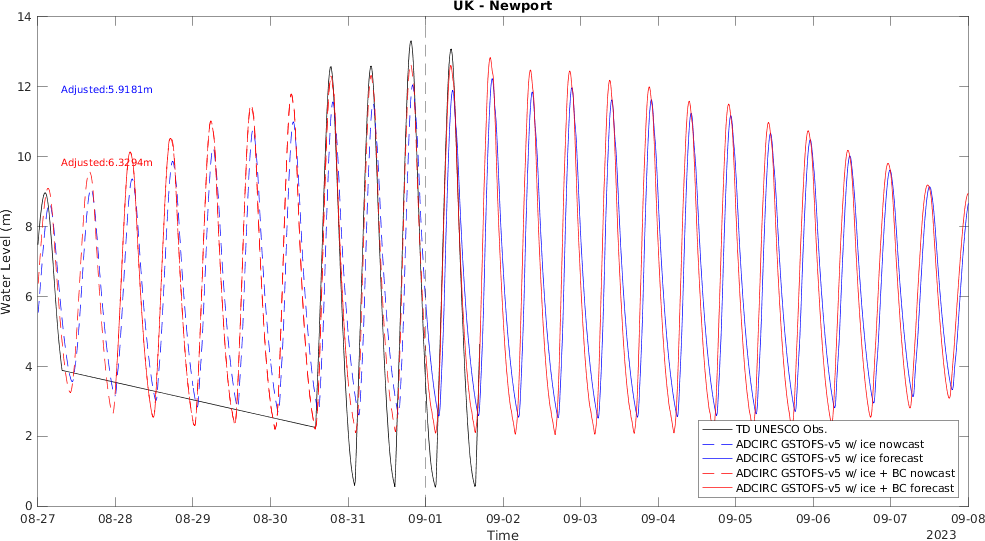 UK - Newport
14
12
10
8
6
4
2
0
Water Level (m)
Adjusted:5.9181m
Adjusted:6.3294m
TD UNESCO Obs.
ADCIRC GSTOFS-v5 w/ ice nowcast
ADCIRC GSTOFS-v5 w/ ice forecast
ADCIRC GSTOFS-v5 w/ ice + BC nowcast
ADCIRC GSTOFS-v5 w/ ice + BC forecast
08-27 08-28 08-29 08-30 08-31 09-01 09-02 09-03 09-04 09-05 09-06 09-07 09-08
Time
2023